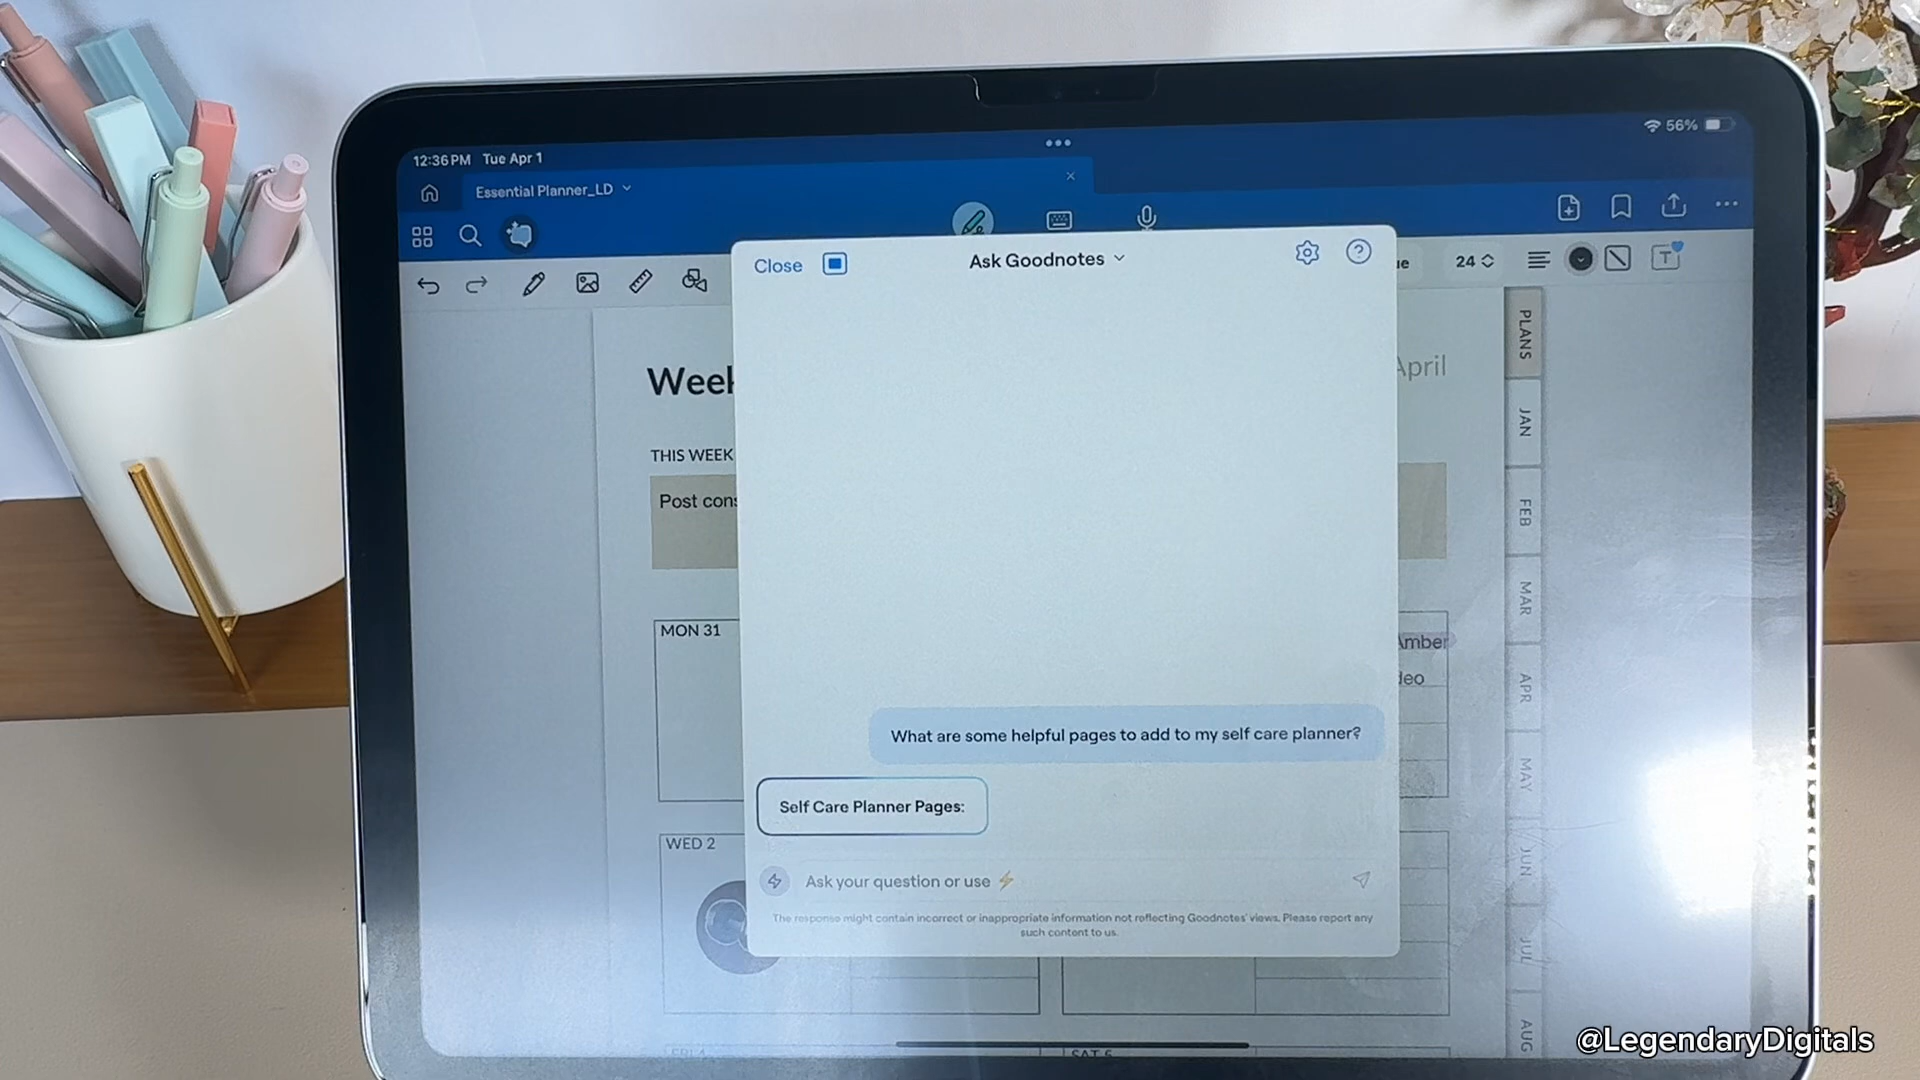 12:36 PM Tue Apr 1
56%
Essential Planner_LD
24
Close
Ask Goodnotes
Week
April
THIS WEEK
Post cons
MON 31
Amber
What are some helpful pages to add to my self care planner?
Self Care Planner Pages:
WED 2
Ask your question or use ⚡
The response might contain incorrect or inappropriate information not reflecting Goodnotes' views. Please report any
such content to us.
PLANS
JAN
FEB
MAR
APR
MAY
JUN
JUL
AUG
@LegendaryDigitals